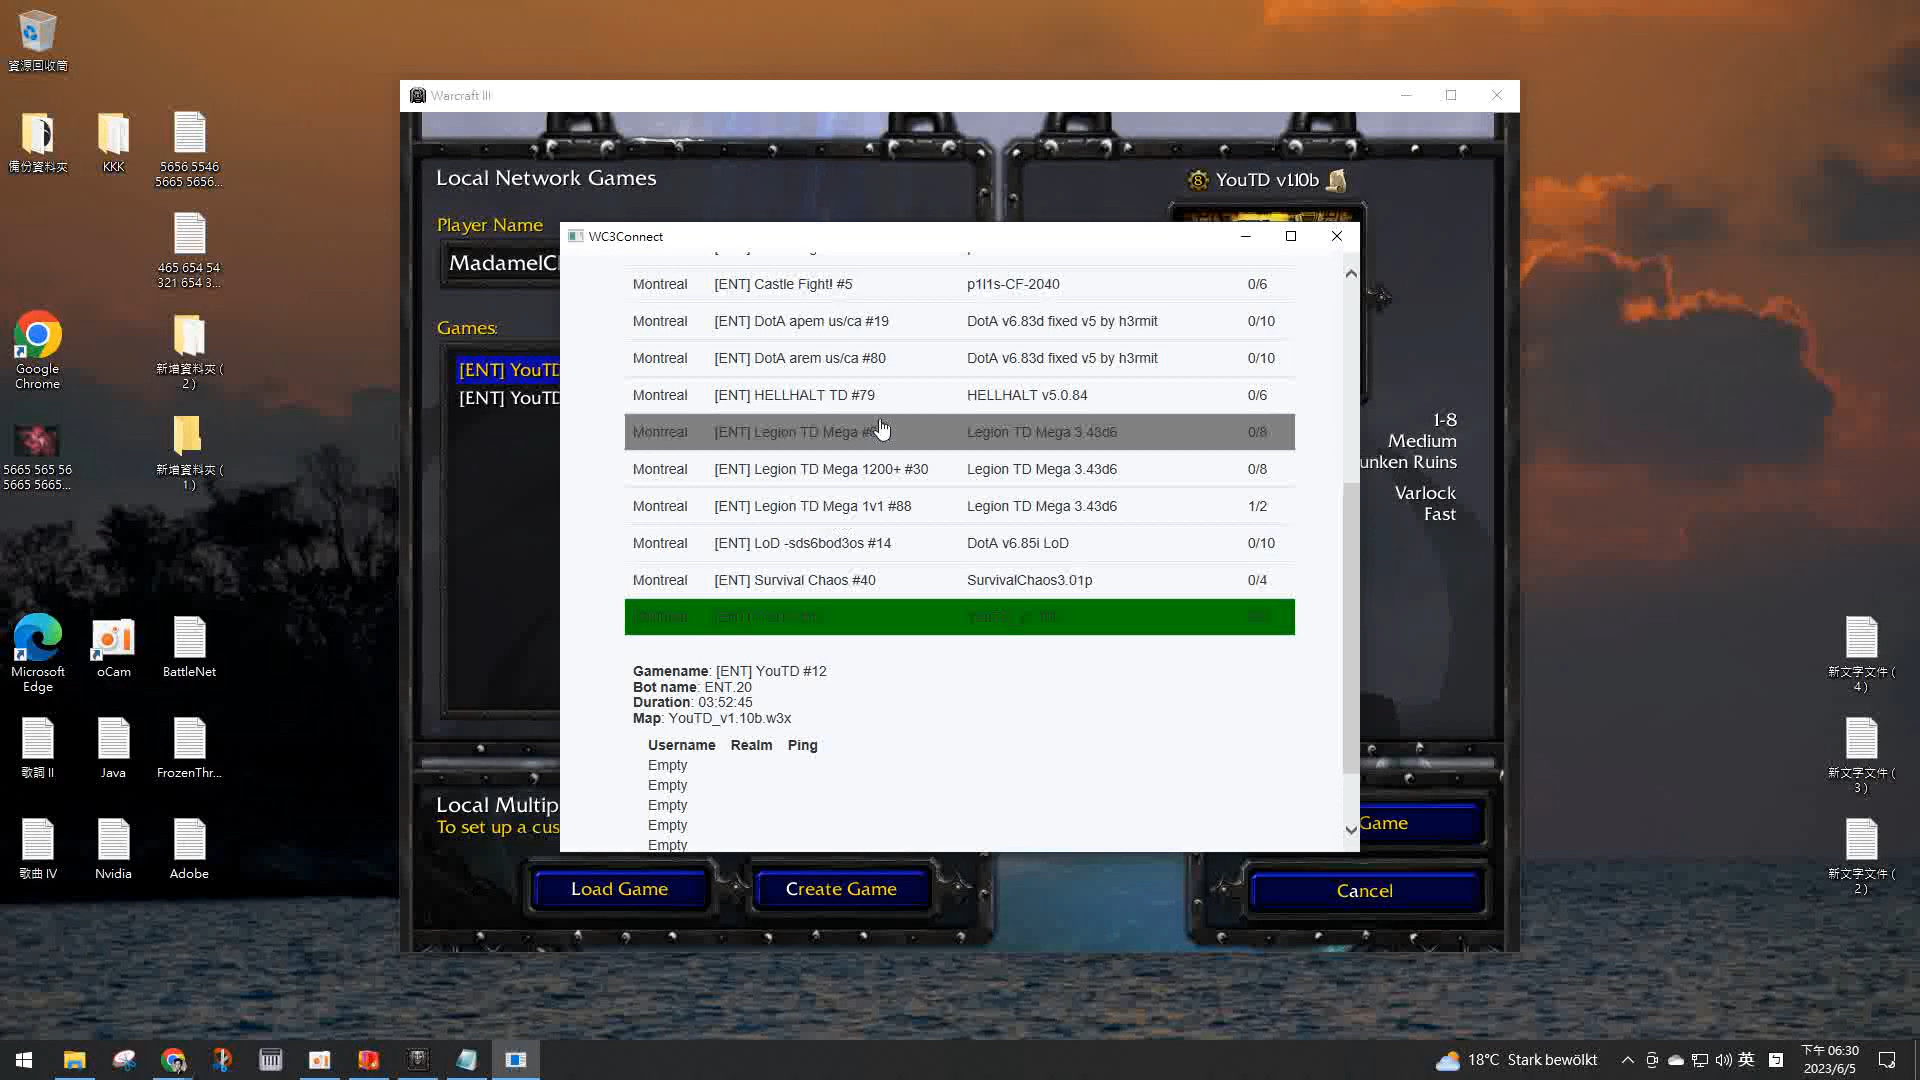 資源回收筒
備份資料夾
KKK
5656 5546
5665 5656...
465 654 54
321 654 3...
Google
Chrome
新增資料夾 (
2 )
5665 565 56
5665 5665...
新增資料夾 (
1 )
Microsoft
Edge
oCam
BattleNet
歌詞 II
Java
FrozenThr...
歌曲 IV
Nvidia
Adobe
新文字文件 (
4 )
新文字文件 (
3 )
新文字文件 (
2 )
Warcraft III
Local Network Games
Player Name
Games:
[ENT] YouTD
[ENT] YouTD
8 YouTD v1.10b
1-8
Medium
unken Ruins
Varlock
Fast
Local Multip
To set up a cus
Game
Load Game
Create Game
Cancel
WC3Connect
Montreal [ENT] Castle Fight! #5 p1l1s-CF-2040 0/6
Montreal [ENT] DotA apem us/ca #19 DotA v6.83d fixed v5 by h3rmit 0/10
Montreal [ENT] DotA arem us/ca #80 DotA v6.83d fixed v5 by h3rmit 0/10
Montreal [ENT] HELLHALT TD #79 HELLHALT v5.0.84 0/6
Montreal [ENT] Legion TD Mega Legion TD Mega 3.43d6 0/8
Montreal [ENT] Legion TD Mega 1200+ #30 Legion TD Mega 3.43d6 0/8
Montreal [ENT] Legion TD Mega 1v1 #88 Legion TD Mega 3.43d6 1/2
Montreal [ENT] LoD -sds6bod3os #14 DotA v6.85i LoD 0/10
Montreal [ENT] Survival Chaos #40 SurvivalChaos3.01p 0/4
Gamename: [ENT] YouTD #12
Bot name: ENT.20
Duration: 03:52:45
Map: YouTD_v1.10b.w3x
Username Realm Ping
Empty
Empty
Empty
Empty
Empty
18°C Stark bewölkt
英
下午 06:30
2023/6/5